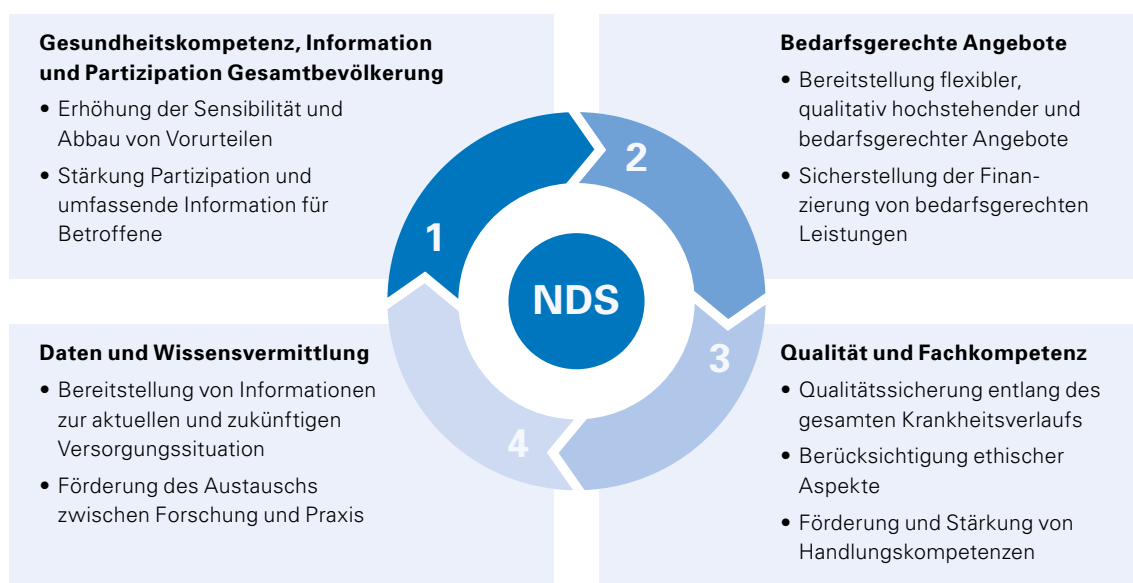 Gesundheitskompetenz, Information
und Partizipation Gesamtbevölkerung
• Erhöhung der Sensibilität und
Abbau von Vorurteilen
• Stärkung Partizipation und
umfassende Information für
Betroffene
1
Bedarfsgerechte Angebote
• Bereitstellung flexibler,
qualitativ hochstehender und
bedarfsgerechter Angebote
• Sicherstellung der Finan-
zierung von bedarfsgerechten
Leistungen
2
NDS
Qualität und Fachkompetenz
• Qualitätssicherung entlang des
gesamten Krankheitsverlaufs
• Berücksichtigung ethischer
Aspekte
• Förderung und Stärkung von
Handlungskompetenzen
3
Daten und Wissensvermittlung
• Bereitstellung von Informationen
zur aktuellen und zukünftigen
Versorgungssituation
• Förderung des Austauschs
zwischen Forschung und Praxis
4